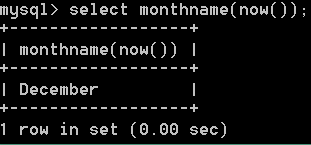 mysql> select monthname(now());
+------------------+
| monthname(now()) |
+------------------+
| December         |
+------------------+
1 row in set (0.00 sec)